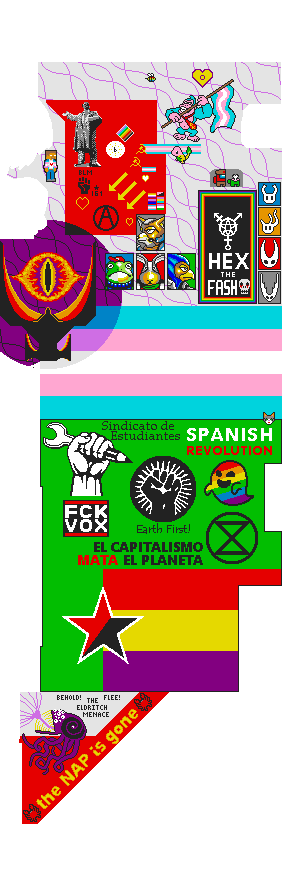 HEX
THE
FASH
Sindicato de
Estudiantes
SPANISH
REVOLUTION
FCK
VOX
Earth First!
EL CAPITALISMO
MATA EL PLANETA
BEHOLD! THE FLEE!
ELDRITCH
MENACE
the NAP is gone